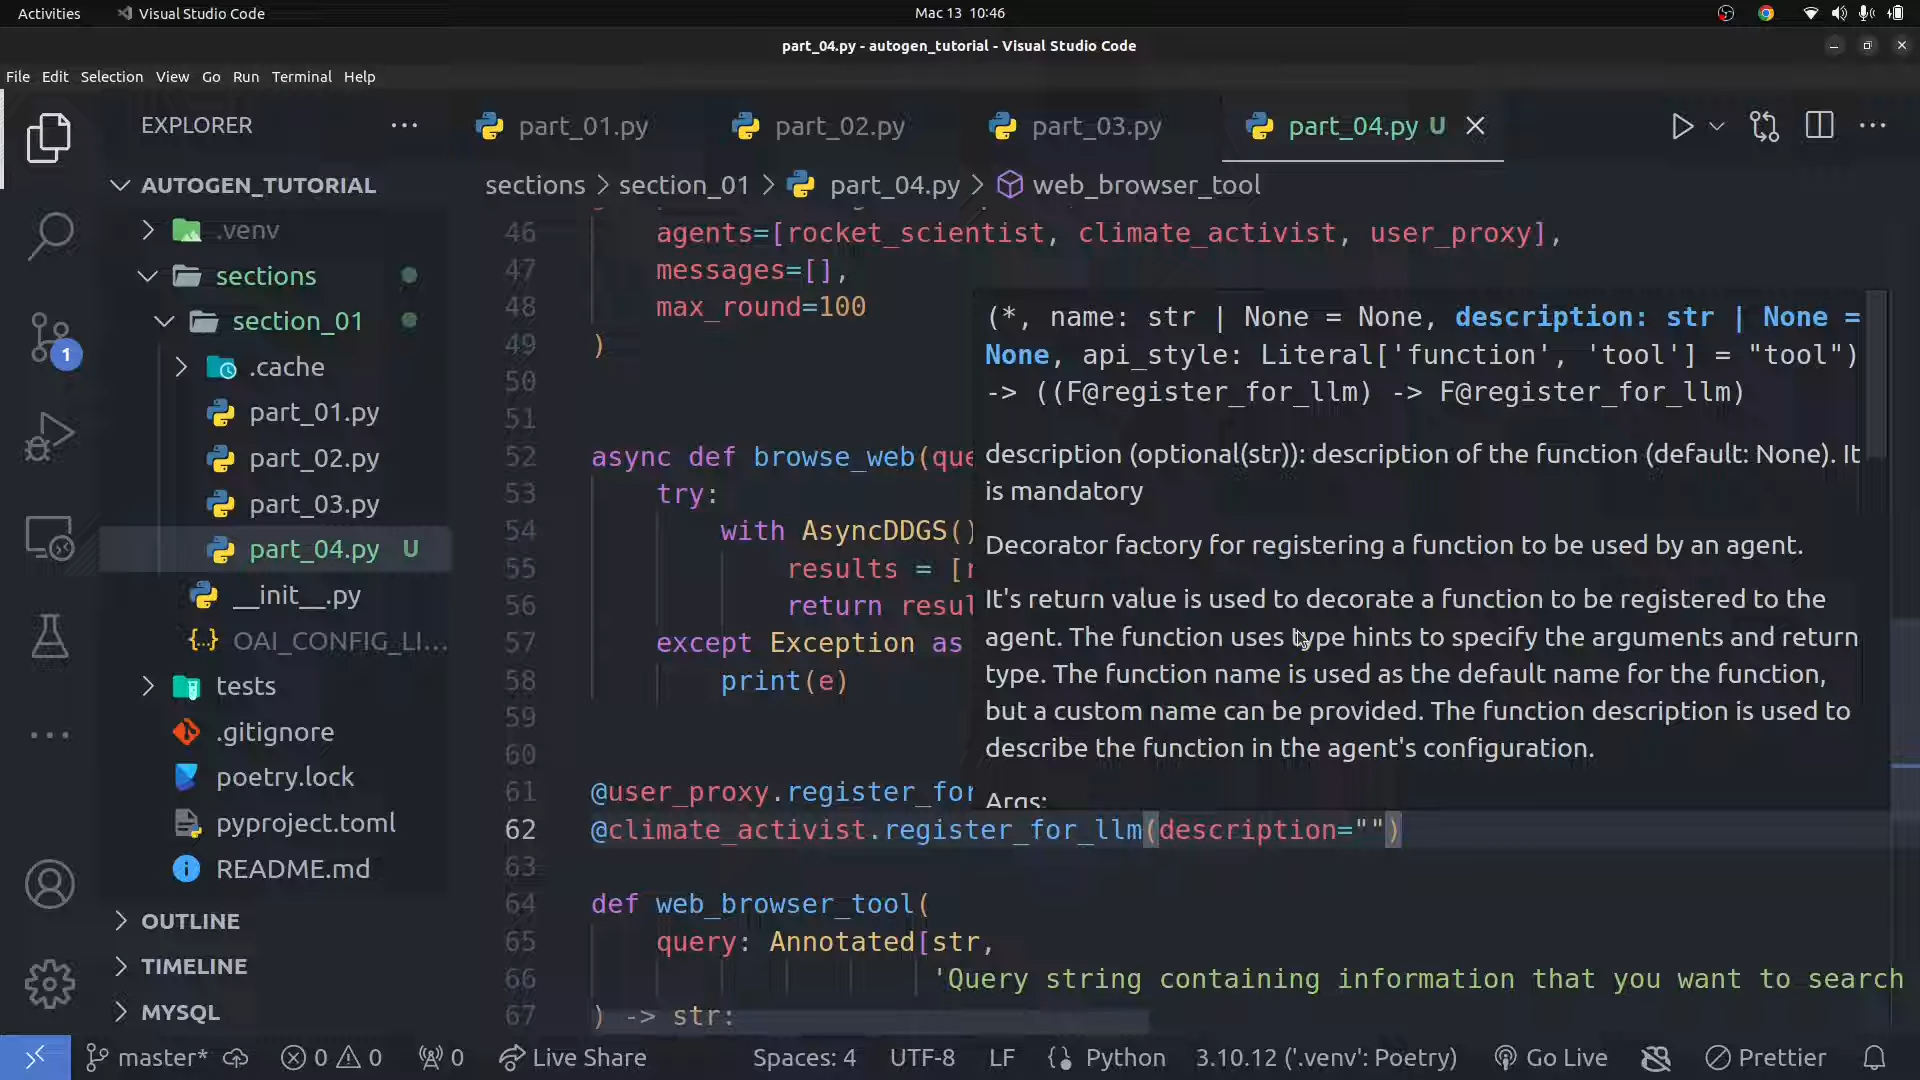 Activities
Visual Studio Code
Mac 13 10:46
part_04.py - autogen_tutorial - Visual Studio Code
File Edit Selection View Go Run Terminal Help
EXPLORER
AUTOGEN_TUTORIAL
.venv
sections
section_01
.cache
part_01.py
part_02.py
part_03.py
part_04.py U
__init__.py
OAI_CONFIG_LI...
tests
.gitignore
poetry.lock
pyproject.toml
README.md
OUTLINE
TIMELINE
MYSQL
1
part_01.py part_02.py part_03.py part_04.py U
sections > section_01 > part_04.py > web_browser_tool
46 agents=[rocket_scientist, climate_activist, user_proxy],
47 messages=[],
48 max_round=100
49 )
50
51
52 async def browse_web(que
53 try:
54 with AsyncDDGS()
55 results = [r
56 return resul
57 except Exception as
58 print(e)
59
60
61 @user_proxy.register_for
62 @climate_activist.register_for_llm(description="")
63
64 def web_browser_tool(
65 query: Annotated[str,
66 'Query string containing information that you want to search
67 ) -> str:
(*, name: str | None = None, description: str | None =
None, api_style: Literal['function', 'tool'] = "tool")
-> ((F@register_for_llm) -> F@register_for_llm)
description (optional(str)): description of the function (default: None). It
is mandatory
Decorator factory for registering a function to be used by an agent.
It's return value is used to decorate a function to be registered to the
agent. The function uses type hints to specify the arguments and return
type. The function name is used as the default name for the function,
but a custom name can be provided. The function description is used to
describe the function in the agent's configuration.
Args:
master* 0 0 0 Live Share Spaces: 4 UTF-8 LF Python 3.10.12 ('.venv': Poetry) Go Live Prettier